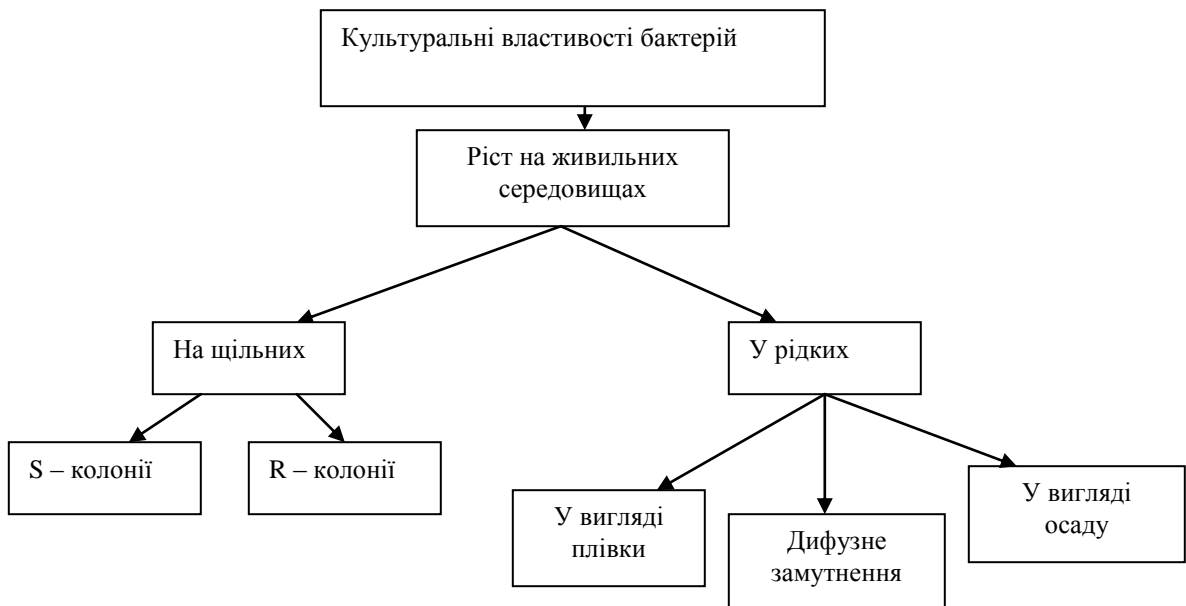 Культуральні властивості бактерій
Ріст на живильних
середовищах
На щільних
У рідких
S – колонії
R – колонії
У вигляді
плівки
Дифузне
замутнення
У вигляді
осаду